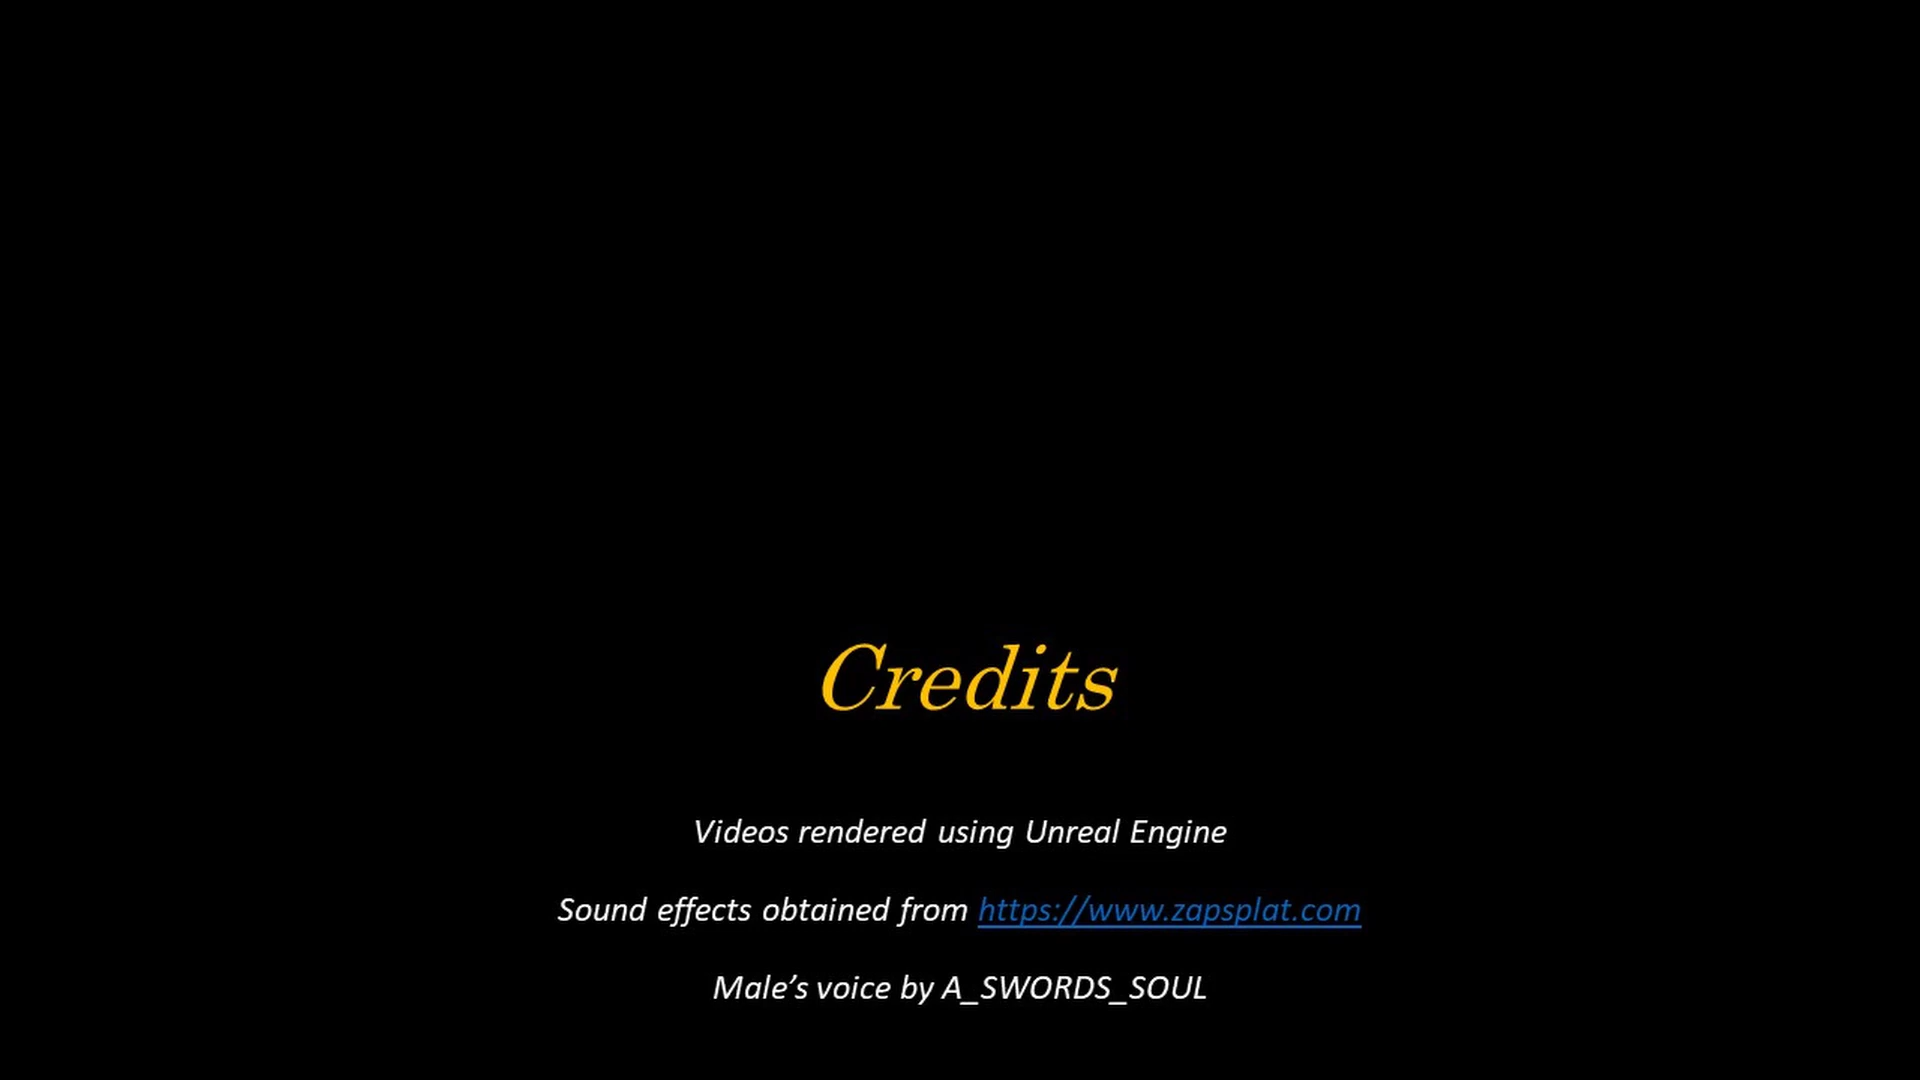 Credits
Videos rendered using Unreal Engine
Sound effects obtained from https://www.zapsplat.com
Male’s voice by A_SWORDS_SOUL